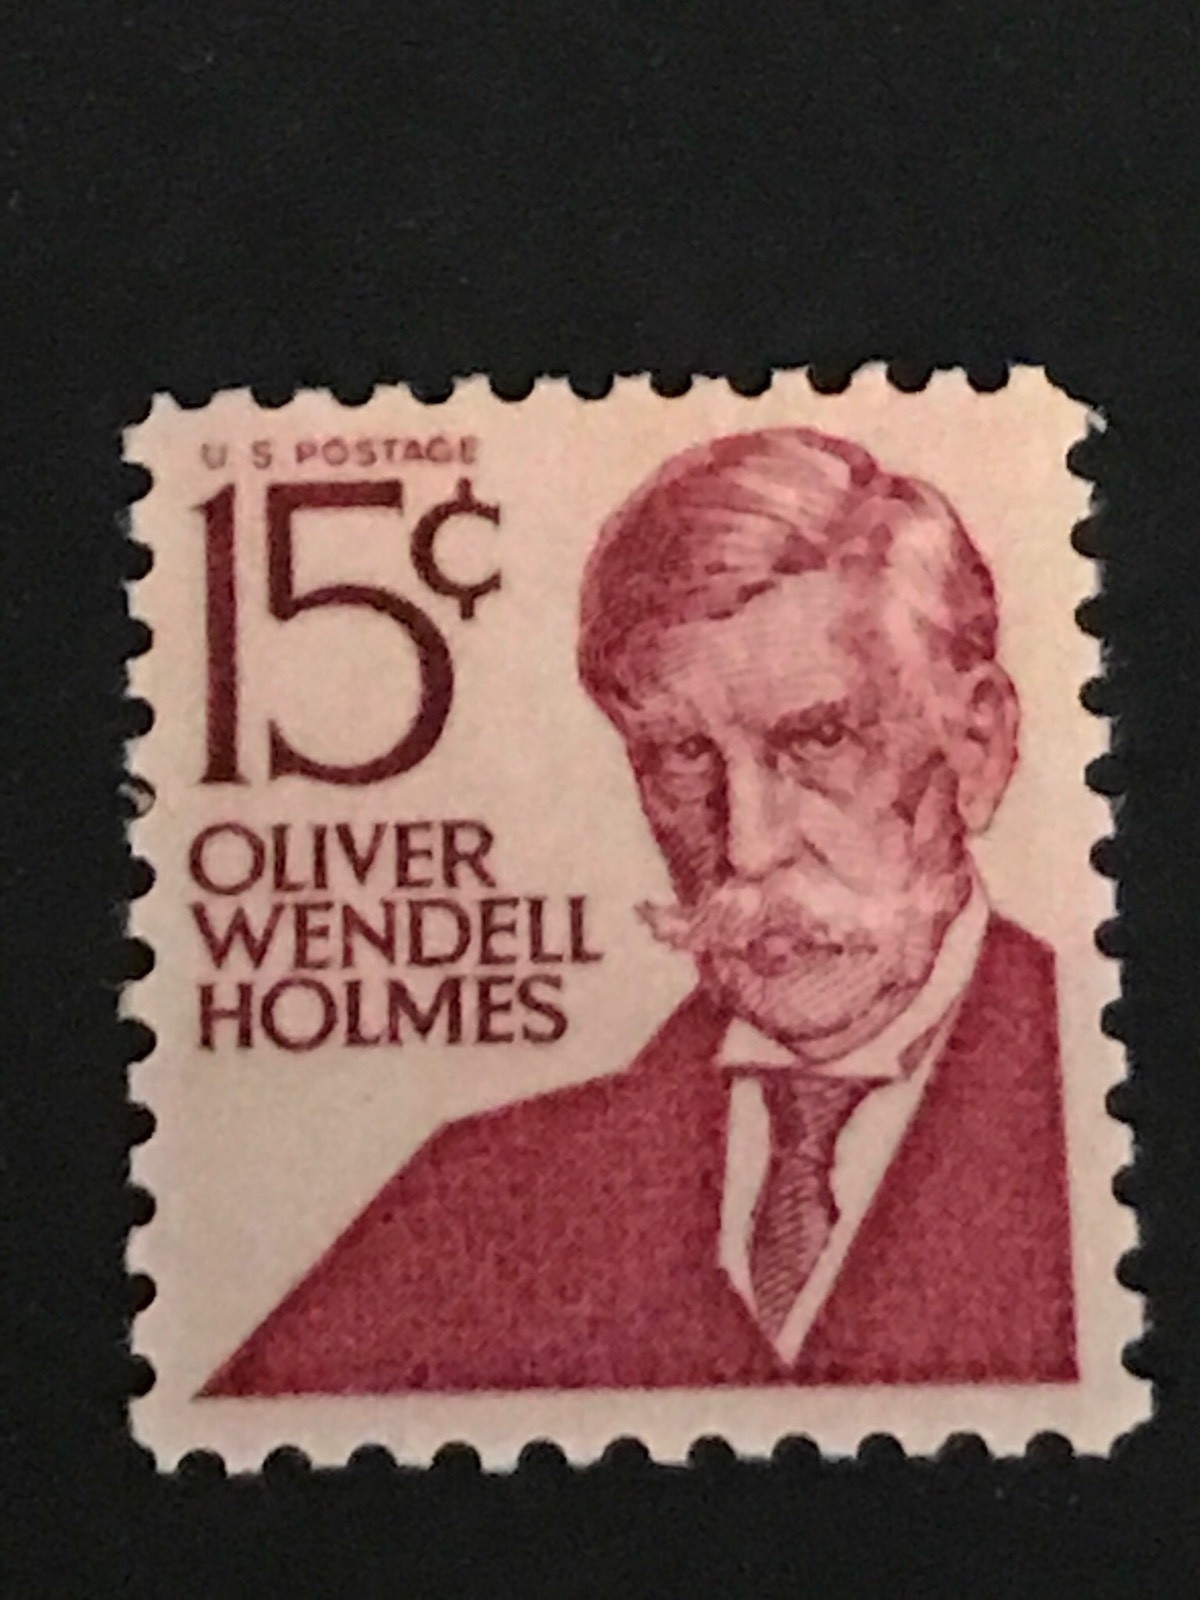 U.S. POSTAGE
15¢
OLIVER
WENDELL
HOLMES